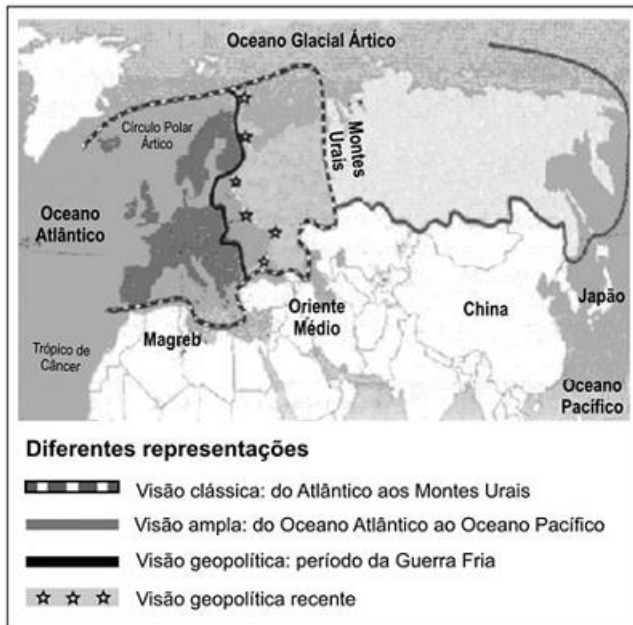 Oceano Glacial Ártico
Círculo Polar
Ártico
Montes
Urais
Oceano
Atlântico
Oriente
Médio
China
Japão
Magreb
Trópico de
Câncer
Oceano
Pacífico
Diferentes representações
Visão clássica: do Atlântico aos Montes Urais
Visão ampla: do Oceano Atlântico ao Oceano Pacífico
Visão geopolítica: período da Guerra Fria
Visão geopolítica recente